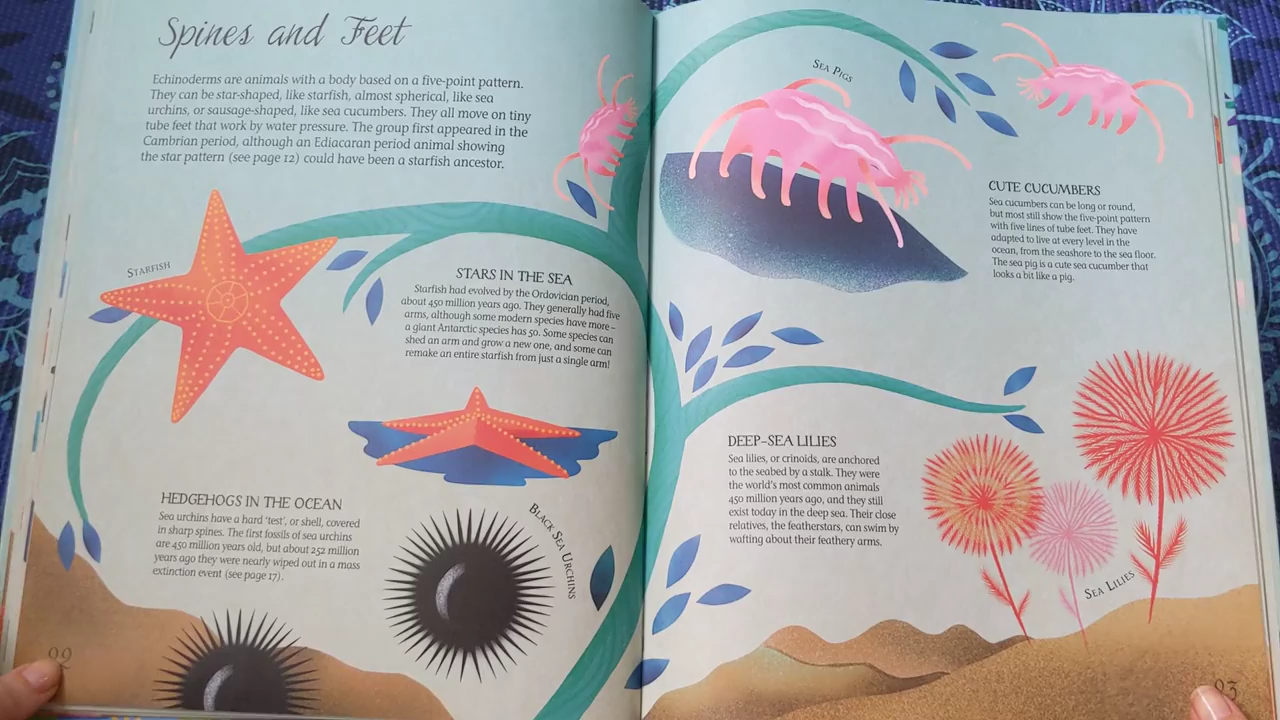 Spines and Feet
Echinoderms are animals with a body based on a five-point pattern.
They can be star-shaped, like starfish, almost spherical, like sea
urchins, or sausage-shaped, like sea cucumbers. They all move on tiny
tube feet that work by water pressure. The group first appeared in the
Cambrian period, although an Ediacaran period animal showing
the star pattern (see page 12) could have been a starfish ancestor.
STARFISH
STARS IN THE SEA
Starfish had evolved by the Ordovician period,
about 450 million years ago. They generally had five
arms, although some modern species have more –
a giant Antarctic species has 50. Some species can
shed an arm and grow a new one, and some can
remake an entire starfish from just a single arm!
HEDGEHOGS IN THE OCEAN
Sea urchins have a hard 'test', or shell, covered
in sharp spines. The first fossils of sea urchins
are 450 million years old, but about 252 million
years ago they were nearly wiped out in a mass
extinction event (see page 17).
BLACK SEA URCHINS
92
SEA PIGS
CUTE CUCUMBERS
Sea cucumbers can be long or round,
but most still show the five-point pattern
with five lines of tube feet. They have
adapted to live at every level in the
ocean, from the seashore to the sea floor.
The sea pig is a cute sea cucumber that
looks a bit like a pig.
DEEP-SEA LILIES
Sea lilies, or crinoids, are anchored
to the seabed by a stalk. They were
the world's most common animals
450 million years ago, and they still
exist today in the deep sea. Their close
relatives, the featherstars, can swim by
wafting about their feathery arms.
SEA LILIES
93